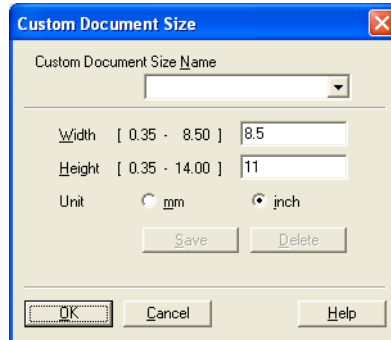 Custom Document Size
Custom Document Size Name
Width [ 0.35 - 8.50 ] 8.5
Height [ 0.35 - 14.00 ] 11
Unit mm inch
Save Delete
OK Cancel Help